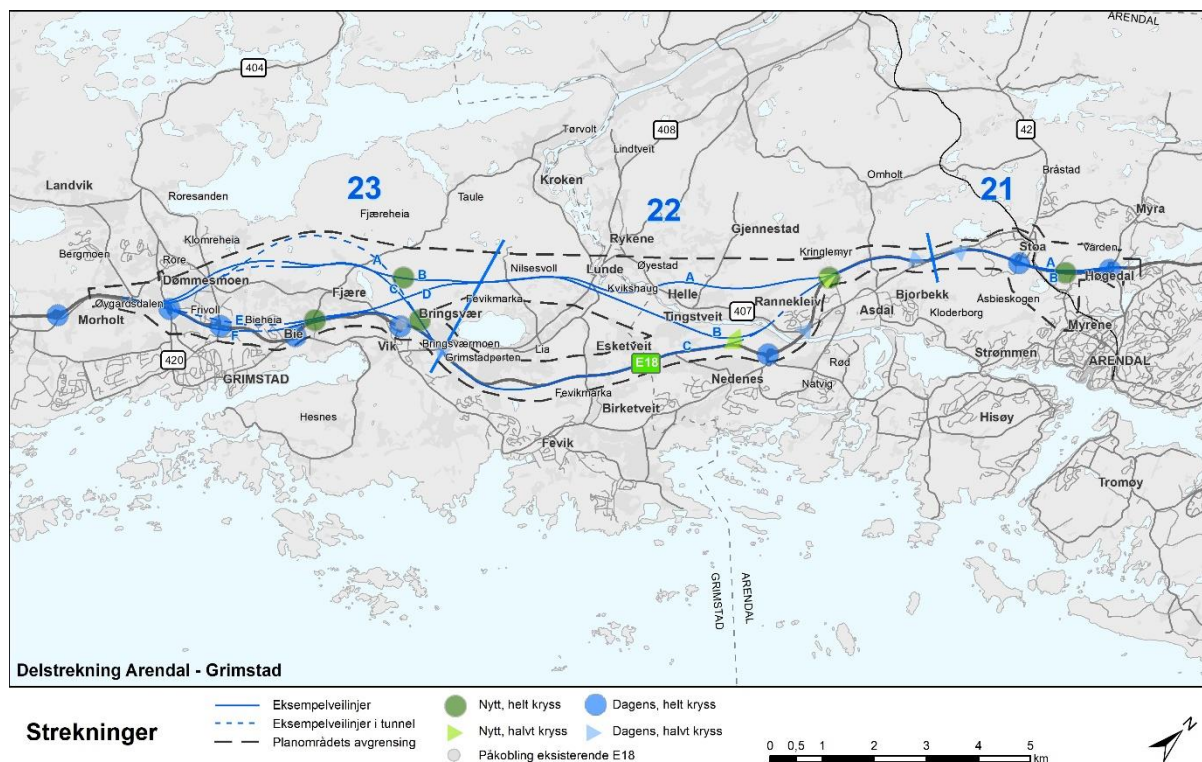 ARENDAL
404
42
408
Tørvolt
Lindtveit
Bråstad
Omholt
Landvik
Roresanden
23
Taule
Kroken
21
Myra
Fjæreheia
22
Klomreheia
Rykene
Gjennestad
Bergmoen
Rore
Kringlemyr
Stoa
Værden
A
Dømmesmoen
B
Nilsesvoll
Lunde
Øyestad
A
A
Høgedal
C
D
Kvikshaug
Helle
B
Øygardsdalen
Fjære
Fevikmarka
407
Rannekleiv
Bjorbekk
Åsbieskogen
Frivoll
Bringsvær
Tingstveit
Asdal
Kloderborg
Morholt
E
Bieheia
Myrene
F
Bie
Vik
Bringsværmoen
Lia
Esketveit
B
420
Grimstadporten
C
Strømmen
ARENDAL
E18
Rød
GRIMSTAD
Nedenes
Natvig
Fevikmarka
Hesnes
Birketveit
Hisøy
Fevik
Tromøy
GRIMSTAD
ARENDAL
Delstrekning Arendal - Grimstad
Strekninger
Eksempelveilinjer
Eksempelveilinjer i tunnel
Planområdets avgrensing
Nytt, helt kryss
Nytt, halvt kryss
Påkobling eksisterende E18
Dagens, helt kryss
Dagens, halvt kryss
0 0,5 1 2 3 4 5
km
N